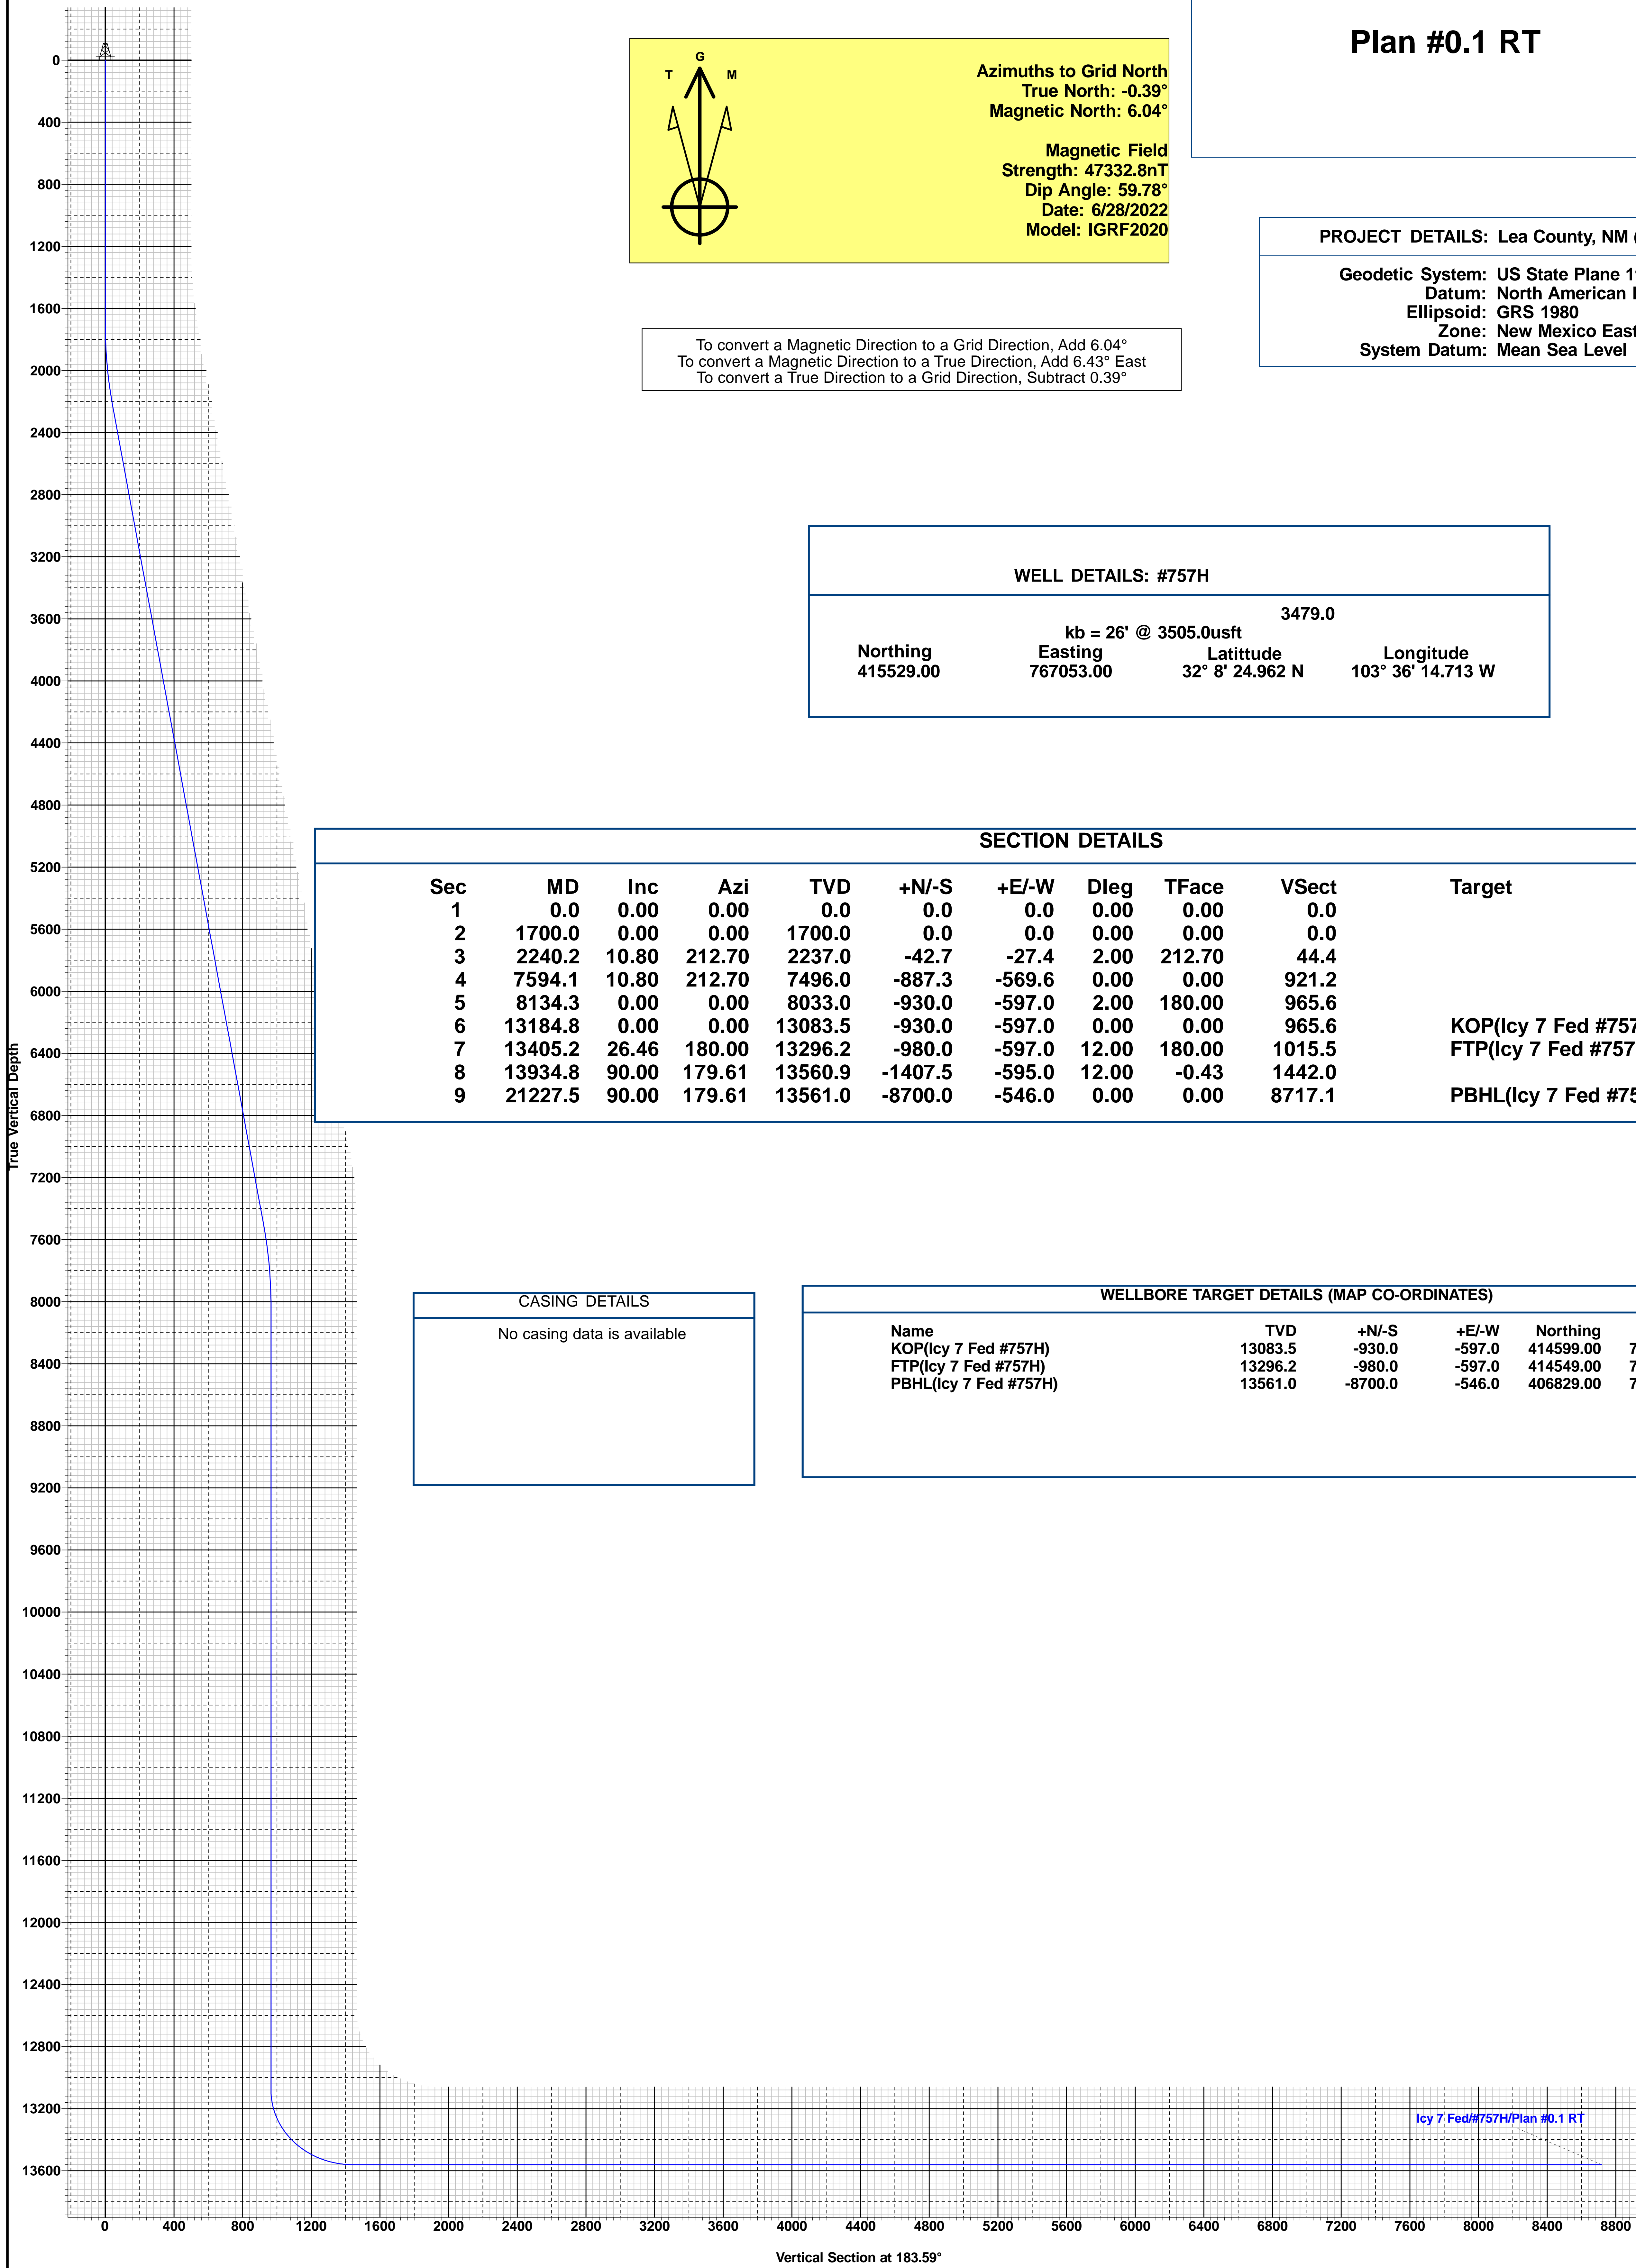 Plan #0.1 RT
T G M
Azimuths to Grid North
True North: -0.39°
Magnetic North: 6.04°
Magnetic Field
Strength: 47332.8nT
Dip Angle: 59.78°
Date: 6/28/2022
Model: IGRF2020
PROJECT DETAILS: Lea County, NM
Geodetic System: US State Plane
Datum: North American
Ellipsoid: GRS 1980
Zone: New Mexico East
System Datum: Mean Sea Level
To convert a Magnetic Direction to a Grid Direction, Add 6.04°
To convert a Magnetic Direction to a True Direction, Add 6.43° East
To convert a True Direction to a Grid Direction, Subtract 0.39°
WELL DETAILS: #757H
3479.0
kb = 26' @ 3505.0usft
Northing Easting Latittude Longitude
415529.00 767053.00 32° 8' 24.962 N 103° 36' 14.713 W
SECTION DETAILS
Sec MD Inc Azi TVD +N/-S +E/-W Dleg TFace VSect Target
1 0.0 0.00 0.00 0.0 0.0 0.0 0.00 0.00 0.0
2 1700.0 0.00 0.00 1700.0 0.0 0.0 0.00 0.00 0.0
3 2240.2 10.80 212.70 2237.0 -42.7 -27.4 2.00 212.70 44.4
4 7594.1 10.80 212.70 7496.0 -887.3 -569.6 0.00 0.00 921.2
5 8134.3 0.00 0.00 8033.0 -930.0 -597.0 2.00 180.00 965.6
6 13184.8 0.00 0.00 13083.5 -930.0 -597.0 0.00 0.00 965.6 KOP(Icy 7 Fed #757
7 13405.2 26.46 180.00 13296.2 -980.0 -597.0 12.00 180.00 1015.5 FTP(Icy 7 Fed #757
8 13934.8 90.00 179.61 13560.9 -1407.5 -595.0 12.00 -0.43 1442.0
9 21227.5 90.00 179.61 13561.0 -8700.0 -546.0 0.00 0.00 8717.1 PBHL(Icy 7 Fed #75
CASING DETAILS
No casing data is available
WELLBORE TARGET DETAILS (MAP CO-ORDINATES)
Name TVD +N/-S +E/-W Northing
KOP(Icy 7 Fed #757H) 13083.5 -930.0 -597.0 414599.00 7
FTP(Icy 7 Fed #757H) 13296.2 -980.0 -597.0 414549.00 7
PBHL(Icy 7 Fed #757H) 13561.0 -8700.0 -546.0 406829.00 7
True Vertical Depth
0
400
800
1200
1600
2000
2400
2800
3200
3600
4000
4400
4800
5200
5600
6000
6400
6800
7200
7600
8000
8400
8800
9200
9600
10000
10400
10800
11200
11600
12000
12400
12800
13200
13600
Icy 7 Fed/#757H/Plan #0.1 RT
0 400 800 1200 1600 2000 2400 2800 3200 3600 4000 4400 4800 5200 5600 6000 6400 6800 7200 7600 8000 8400 8800
Vertical Section at 183.59°